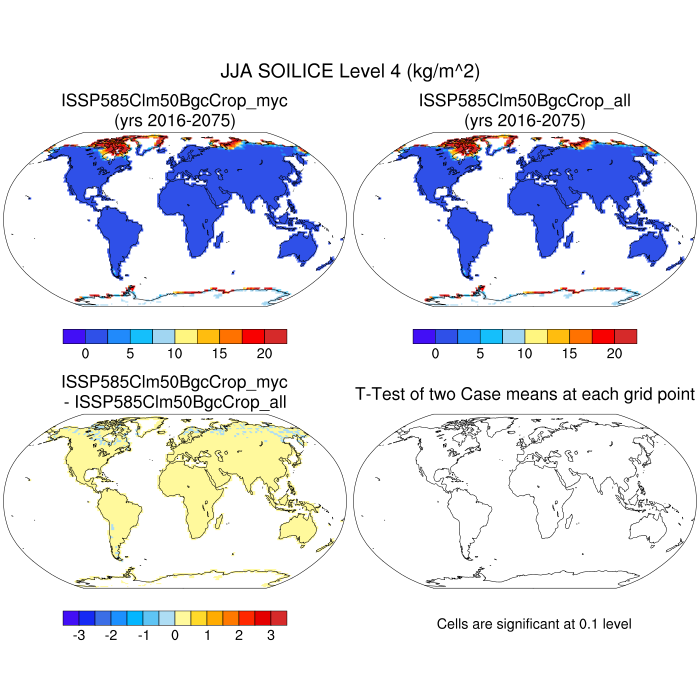 JJA SOILICE Level 4 (kg/m^2)
ISSP585Clm50BgcCrop_myc
(yrs 2016-2075)
ISSP585Clm50BgcCrop_all
(yrs 2016-2075)
0 5 10 15 20
0 5 10 15 20
ISSP585Clm50BgcCrop_myc
- ISSP585Clm50BgcCrop_all
T-Test of two Case means at each grid point
-3 -2 -1 0 1 2 3
Cells are significant at 0.1 level